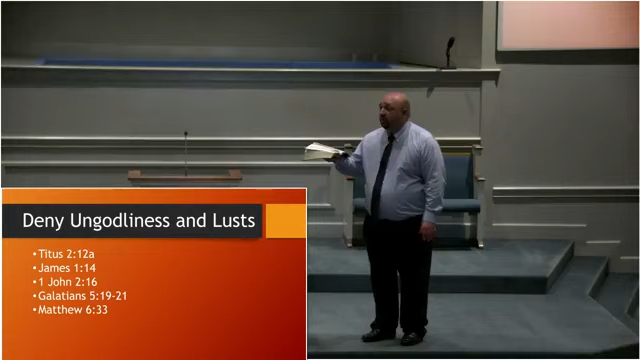 Deny Ungodliness and Lusts
•Titus 2:12a
•James 1:14
•1 John 2:16
•Galatians 5:19-21
•Matthew 6:33